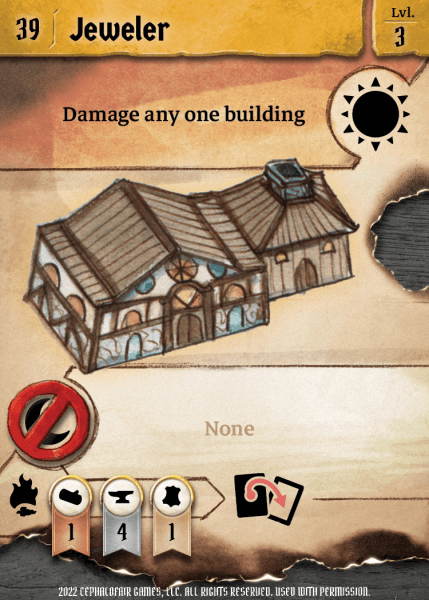 39 Jeweler
Lvl.
3
Damage any one building
None
1 4 1
2022 CEPHALOFAIR GAMES, LLC. ALL RIGHTS RESERVED. USED WITH PERMISSION.